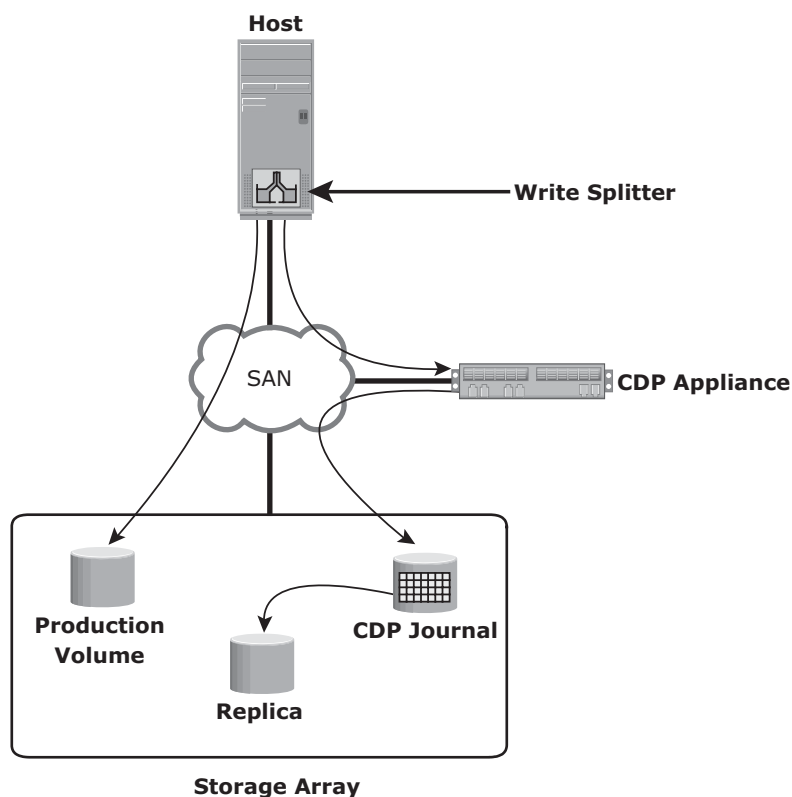 Host
Write Splitter
SAN
CDP Appliance
Production
Volume
CDP Journal
Replica
Storage Array